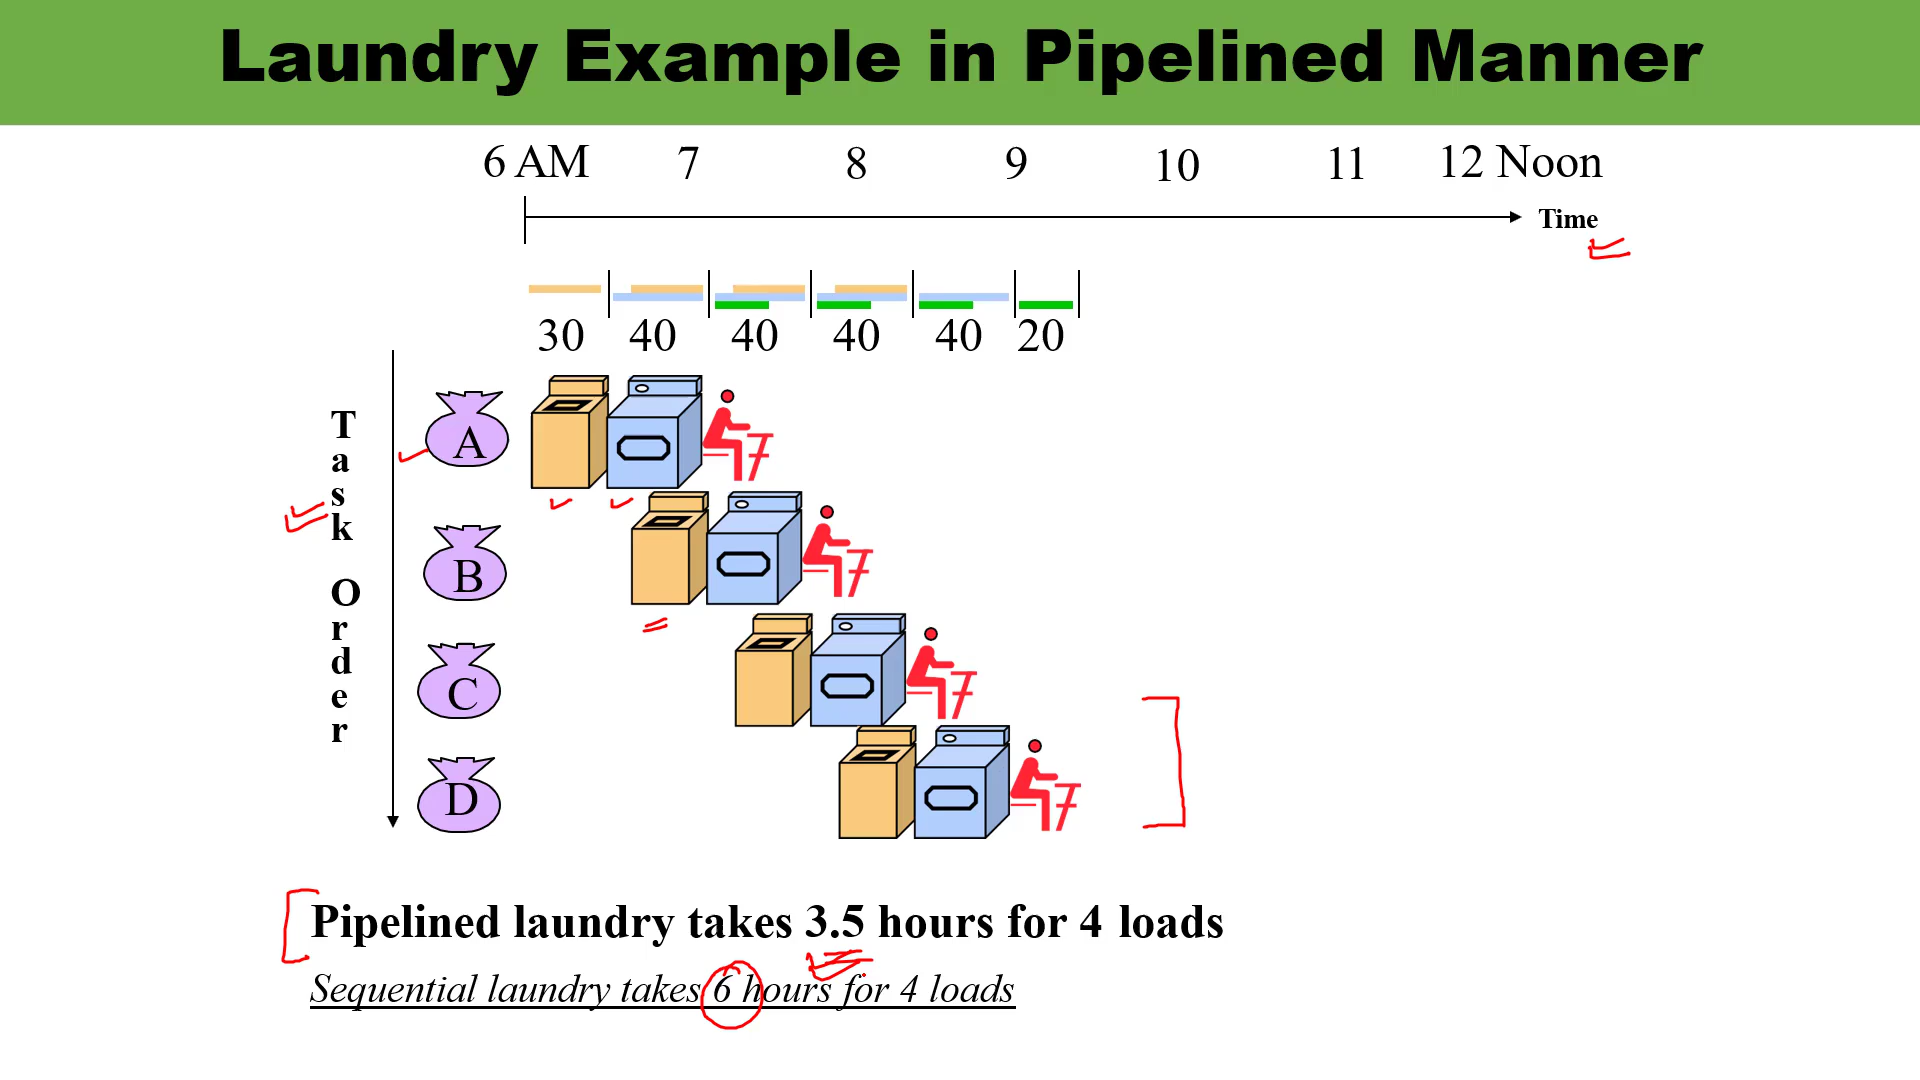 Laundry Example in Pipelined Manner
6 AM 7 8 9 10 11 12 Noon
Time
30 40 40 40 40 20
Task Order
A
B
C
D
Pipelined laundry takes 3.5 hours for 4 loads
Sequential laundry takes 6 hours for 4 loads